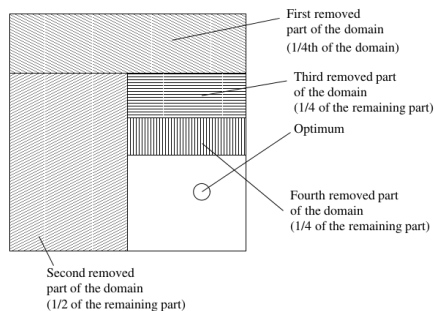 First removed
part of the domain
(1/4th of the domain)
Third removed part
of the domain
(1/4 of the remaining part)
Optimum
Fourth removed part
of the domain
(1/4 of the remaining part)
Second removed
part of the domain
(1/2 of the remaining part)